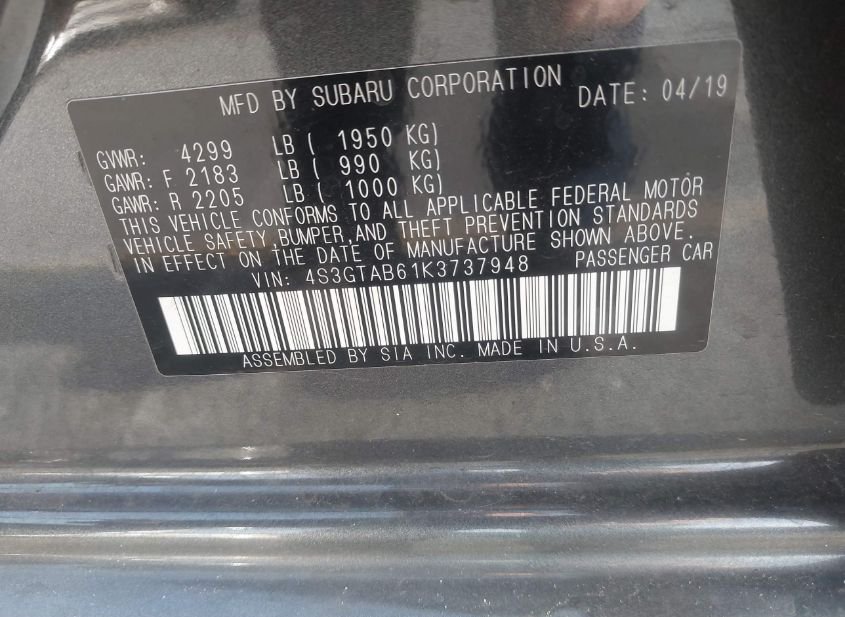 MFD BY SUBARU CORPORATION DATE: 04/19
GVWR: 4299 LB ( 1950 KG)
GAWR: F 2183 LB ( 990 KG)
GAWR: R 2205 LB ( 1000 KG)
THIS VEHICLE CONFORMS TO ALL APPLICABLE FEDERAL MOTOR
VEHICLE SAFETY,BUMPER,AND THEFT PREVENTION STANDARDS
IN EFFECT ON THE DATE OF MANUFACTURE SHOWN ABOVE.
VIN: 4S3GTAB61K3737948 PASSENGER CAR
ASSEMBLED BY SIA INC. MADE IN U.S.A.